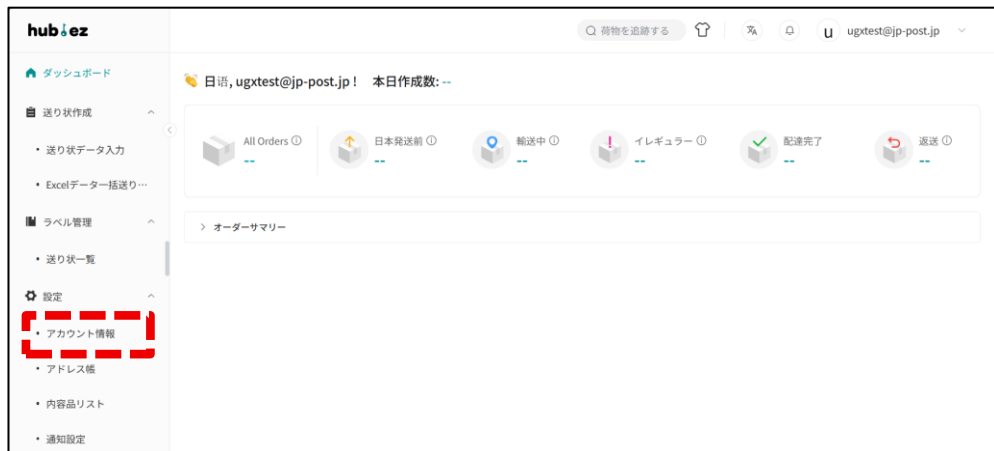 hubez
荷物を追跡する
u ugxtest@jp-post.jp
ダッシュボード
👏 日语, ugxtest@jp-post.jp ! 本日作成数: --
送り状作成
All Orders
--
日本発送前
--
輸送中
--
イレギュラー
--
配達完了
--
返送
--
• 送り状データ入力
• Excelデータ一括送り…
ラベル管理
オーダーサマリー
• 送り状一覧
設定
• アカウント情報
• アドレス帳
• 内容品リスト
• 通知設定